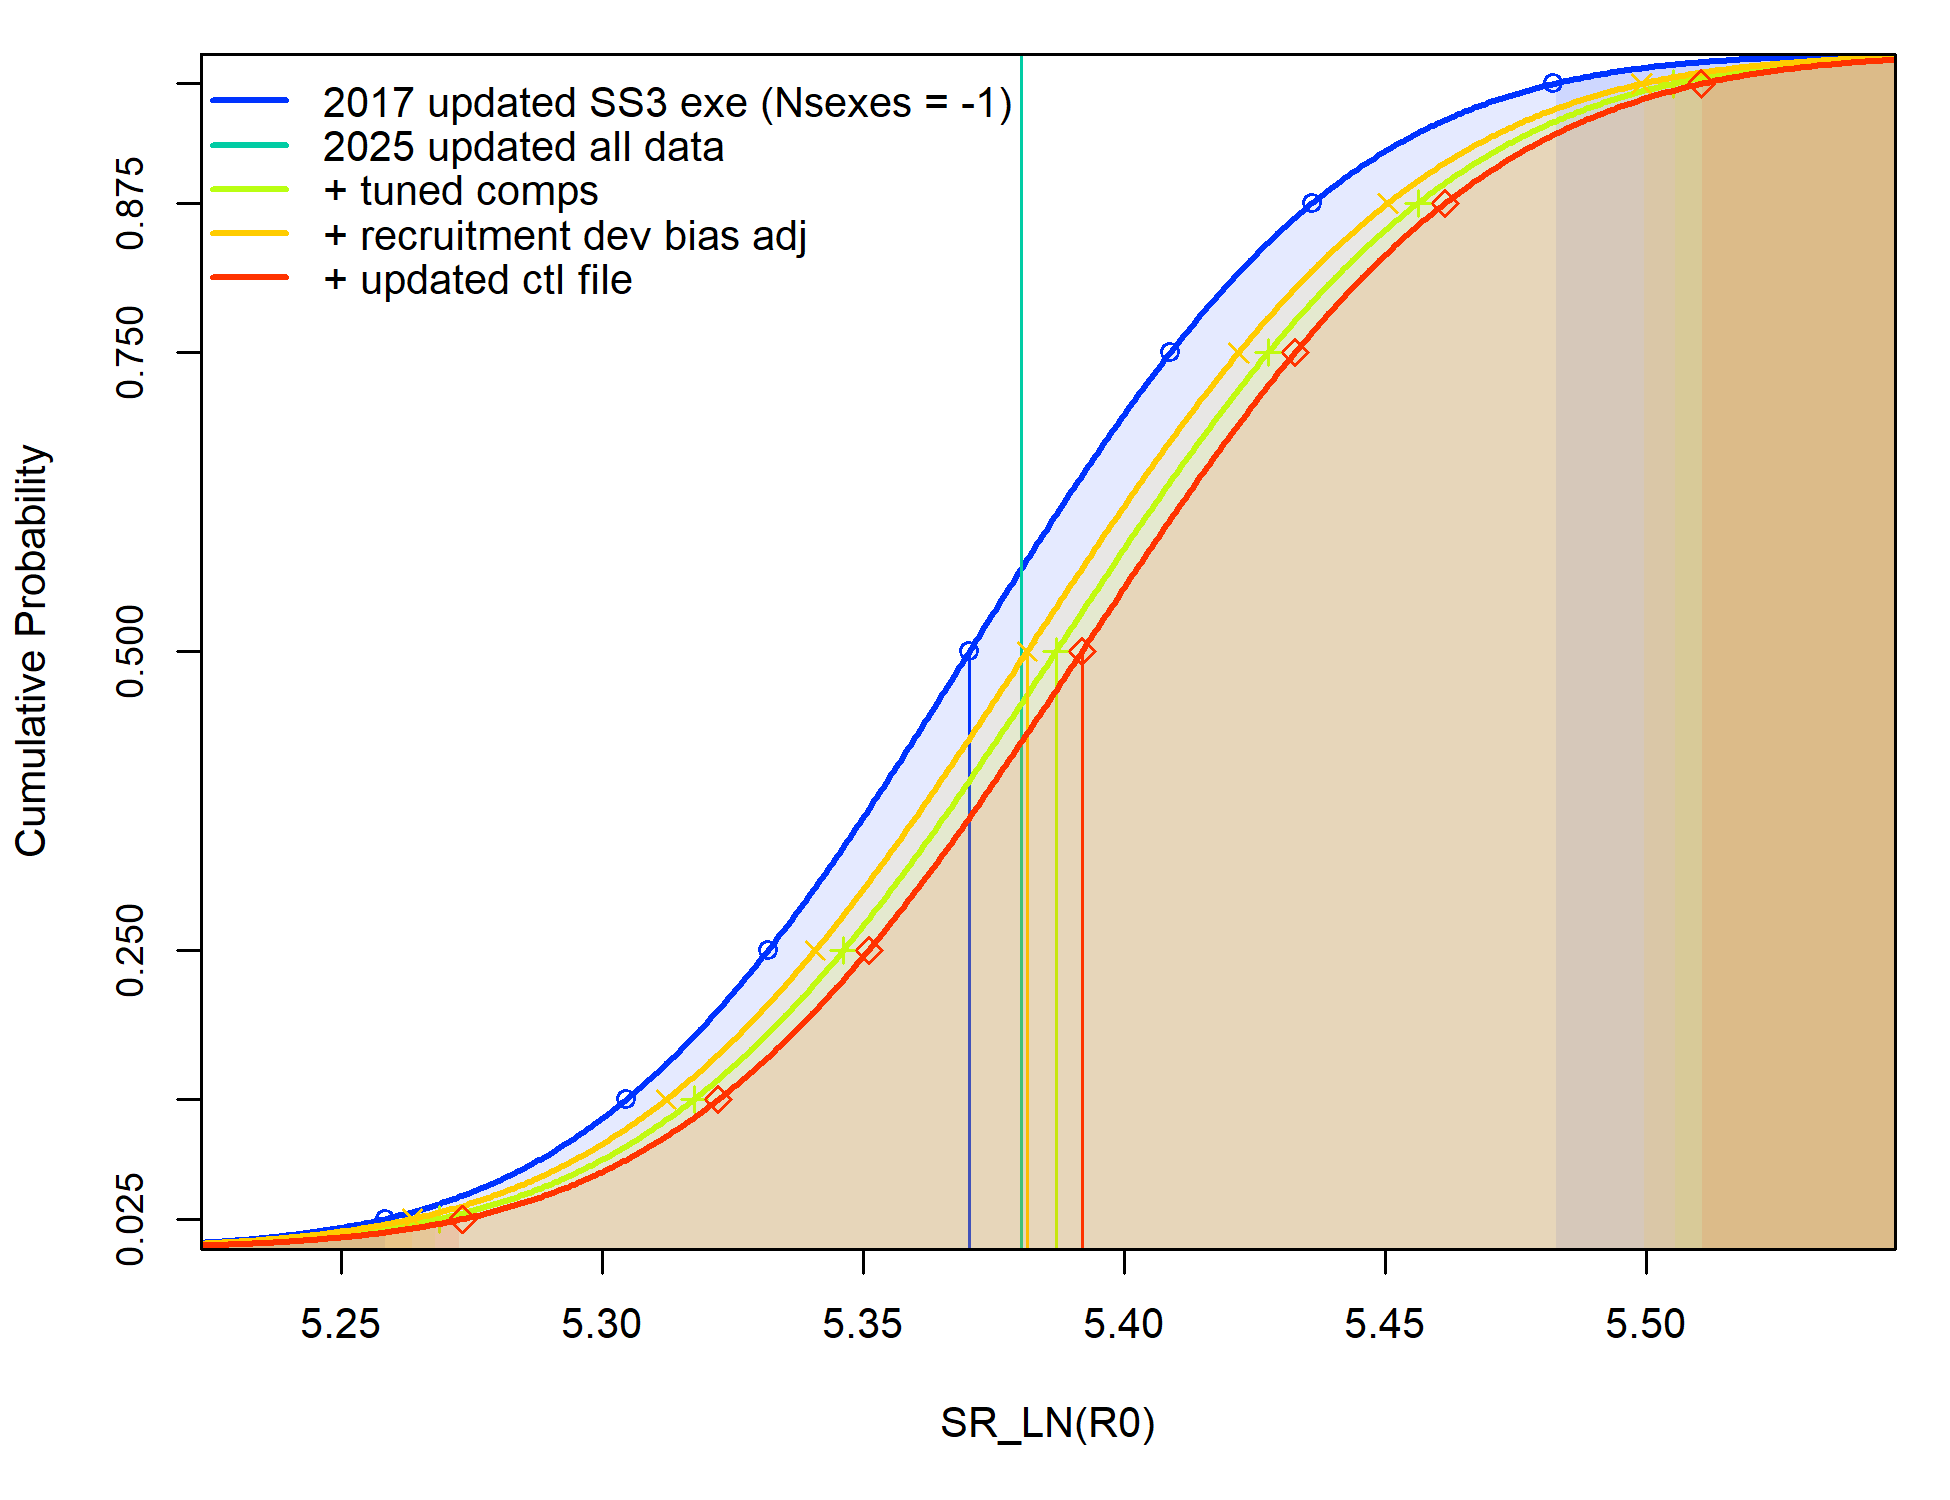 2017 updated SS3 exe (Nsexes = -1)
2025 updated all data
+ tuned comps
+ recruitment dev bias adj
+ updated ctl file
Cumulative Probability
0.875
0.750
0.500
0.250
0.025
5.25 5.30 5.35 5.40 5.45 5.50
SR_LN(R0)